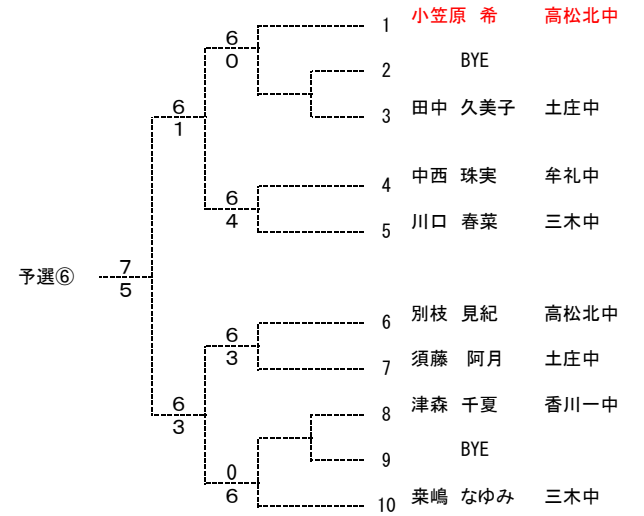 1 小笠原 希 高松北中
6
0
2 BYE
3 田中 久美子 土庄中
6
1
4 中西 珠実 牟礼中
6
4
5 川口 春菜 三木中
予選⑥
7
5
6 別枝 見紀 高松北中
6
3
7 須藤 阿月 土庄中
6
3
8 津森 千夏 香川一中
9 BYE
0
6
10 桒嶋 なゆみ 三木中